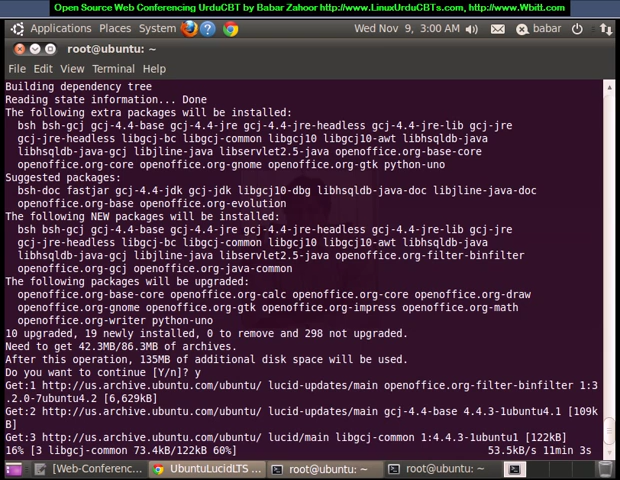 Open Source Web Conferencing UrduCBT by Babar Zahoor http://www.LinuxUrduCBTs.com, http://www.Wbitt.com
Applications Places System ? Wed Nov 9, 3:00 AM babar
root@ubuntu: ~
File Edit View Terminal Help
Building dependency tree
Reading state information... Done
The following extra packages will be installed:
bsh bsh-gcj gcj-4.4-base gcj-4.4-jre gcj-4.4-jre-headless gcj-4.4-jre-lib gcj-jre
gcj-jre-headless libgcj-bc libgcj-common libgcj10 libgcj10-awt libhsqldb-java
libhsqldb-java-gcj libjline-java libservlet2.5-java openoffice.org-base-core
openoffice.org-core openoffice.org-gnome openoffice.org-gtk python-uno
Suggested packages:
bsh-doc fastjar gcj-4.4-jdk gcj-jdk libgcj10-dbg libhsqldb-java-doc libjline-java-doc
openoffice.org-base openoffice.org-evolution
The following NEW packages will be installed:
bsh bsh-gcj gcj-4.4-base gcj-4.4-jre gcj-4.4-jre-headless gcj-4.4-jre-lib gcj-jre
gcj-jre-headless libgcj-bc libgcj-common libgcj10 libgcj10-awt libhsqldb-java
libhsqldb-java-gcj libjline-java libservlet2.5-java openoffice.org-filter-binfilter
openoffice.org-gcj openoffice.org-java-common
The following packages will be upgraded:
openoffice.org-base-core openoffice.org-calc openoffice.org-core openoffice.org-draw
openoffice.org-gnome openoffice.org-gtk openoffice.org-impress openoffice.org-math
openoffice.org-writer python-uno
10 upgraded, 19 newly installed, 0 to remove and 298 not upgraded.
Need to get 42.3MB/86.3MB of archives.
After this operation, 135MB of additional disk space will be used.
Do you want to continue [Y/n]? y
Get:1 http://us.archive.ubuntu.com/ubuntu/ lucid-updates/main openoffice.org-filter-binfilter 1:3
.2.0-7ubuntu4.2 [6,629kB]
Get:2 http://us.archive.ubuntu.com/ubuntu/ lucid-updates/main gcj-4.4-base 4.4.3-1ubuntu4.1 [109k
B]
Get:3 http://us.archive.ubuntu.com/ubuntu/ lucid/main libgcj-common 1:4.4.3-1ubuntu1 [122kB]
16% [3 libgcj-common 73.4kB/122kB 60%] 53.5kB/s 11min 3s
[Web-Conferenc... UbuntuLucidLTS ... root@ubuntu: ~ root@ubuntu: ~